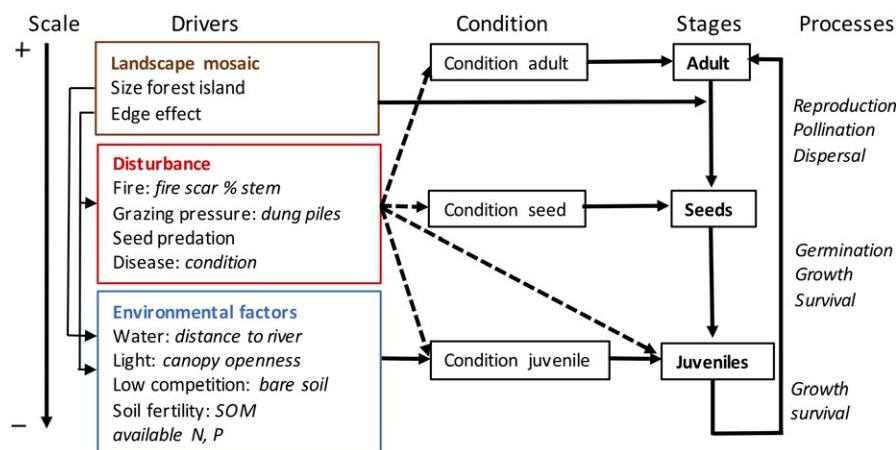 Scale Drivers Condition Stages Processes
+
Landscape mosaic
Size forest island
Edge effect
Disturbance
Fire: fire scar % stem
Grazing pressure: dung piles
Seed predation
Disease: condition
Environmental factors
Water: distance to river
Light: canopy openness
Low competition: bare soil
Soil fertility: SOM
available N, P
–
Condition adult
Condition seed
Condition juvenile
Adult
Seeds
Juveniles
Reproduction
Pollination
Dispersal
Germination
Growth
Survival
Growth
survival